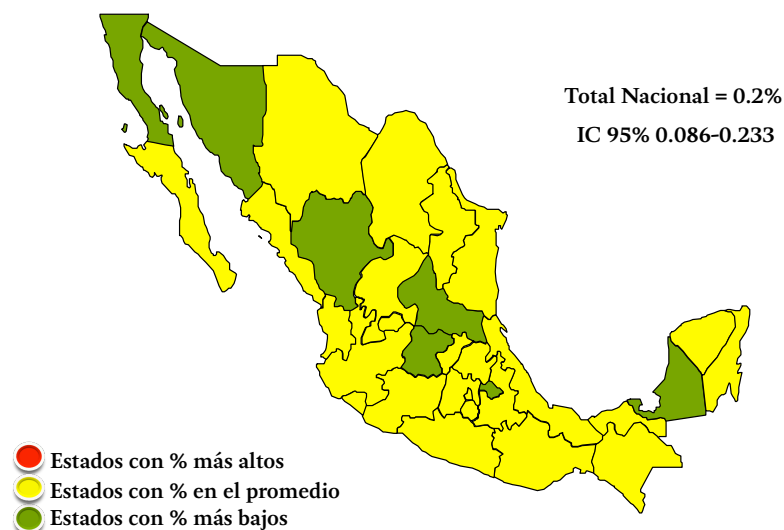 Total Nacional = 0.2%
IC 95% 0.086-0.233
Estados con % más altos
Estados con % en el promedio
Estados con % más bajos